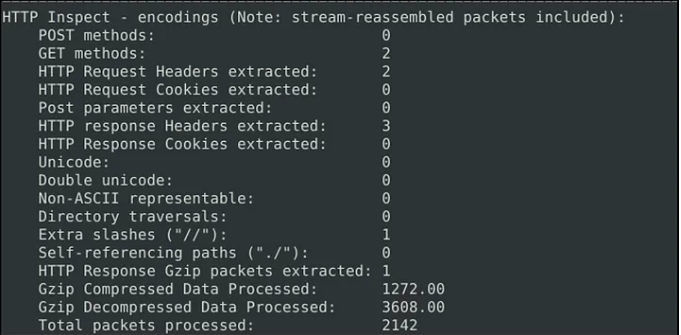 HTTP Inspect - encodings (Note: stream-reassembled packets included):
POST methods: 0
GET methods: 2
HTTP Request Headers extracted: 2
HTTP Request Cookies extracted: 0
Post parameters extracted: 0
HTTP response Headers extracted: 3
HTTP Response Cookies extracted: 0
Unicode: 0
Double unicode: 0
Non-ASCII representable: 0
Directory traversals: 0
Extra slashes ("//"): 1
Self-referencing paths ("./"): 0
HTTP Response Gzip packets extracted: 1
Gzip Compressed Data Processed: 1272.00
Gzip Decompressed Data Processed: 3608.00
Total packets processed: 2142